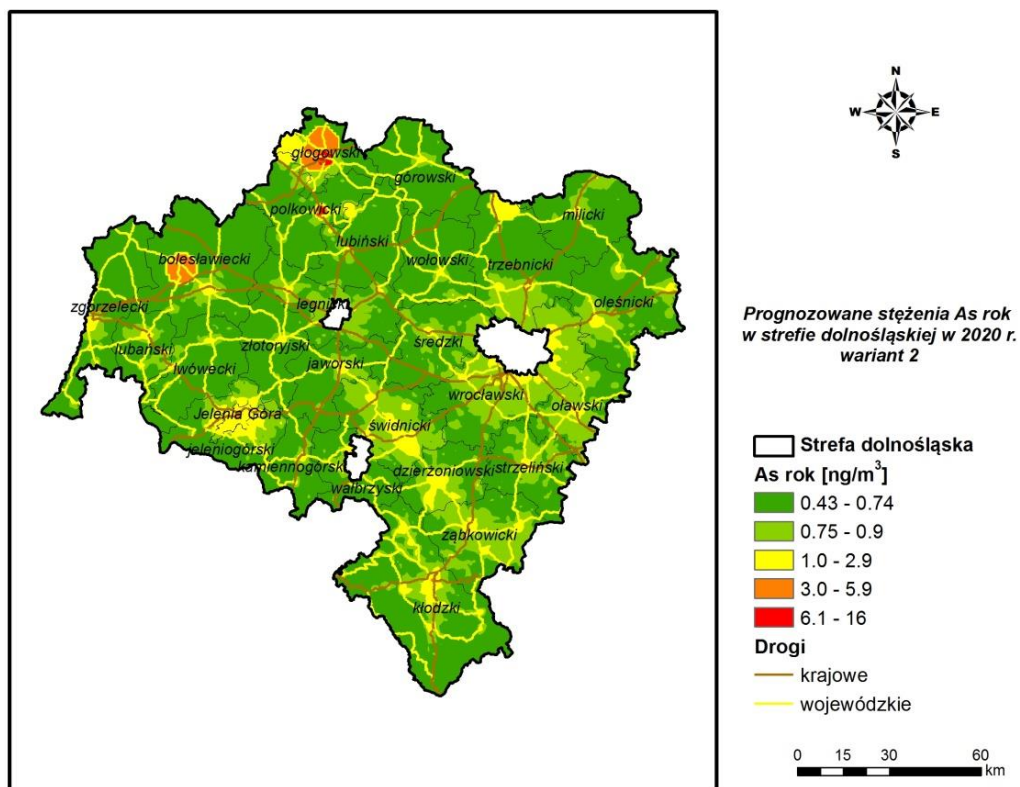 N
W E
S
głogowski
górowski
polkowicki
milicki
lubiński
bolesławiecki
wołowski
trzebnicki
zgorzelecki
legnicki
oleśnicki
lubański
złotoryjski
średzki
lwówecki
jaworski
wrocławski
oławski
Jelenia Góra
świdnicki
jeleniogórski
kamiennogórski
dzierżoniowski
strzeliński
wałbrzyski
ząbkowicki
kłodzki
Prognozowane stężenia As rok
w strefie dolnośląskiej w 2020 r.
wariant 2
Strefa dolnośląska
As rok [ng/m³]
0.43 - 0.74
0.75 - 0.9
1.0 - 2.9
3.0 - 5.9
6.1 - 16
Drogi
krajowe
wojewódzkie
0 15 30 60
km